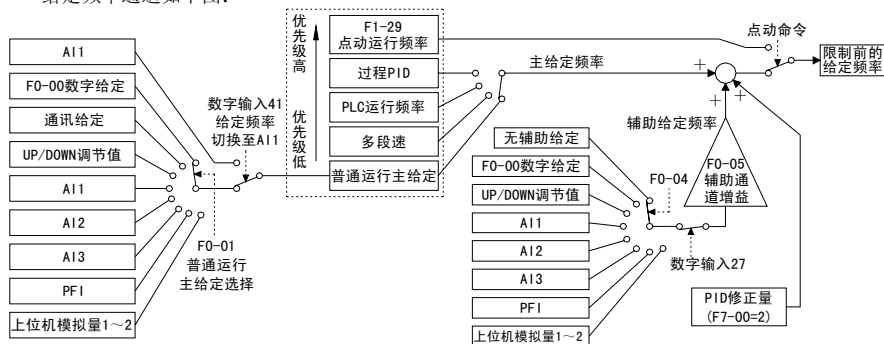 给定频率通道如下图:
AI1
F0-00数字给定
通讯给定
UP/DOWN调节值
AI1
AI2
AI3
PFI
上位机模拟量1～2
数字输入41
给定频率
切换至AI1
F0-01
普通运行
主给定选择
优先级高
优先级低
F1-29
点动运行频率
过程PID
PLC运行频率
多段速
普通运行主给定
主给定频率
无辅助给定
F0-00数字给定
UP/DOWN调节值
AI1
AI2
AI3
PFI
上位机模拟量1～2
F0-04
数字输入27
辅助给定频率
F0-05
辅助通
道增益
PID修正量
(F7-00=2)
+
+
+
点动命令
限制前的
给定频率